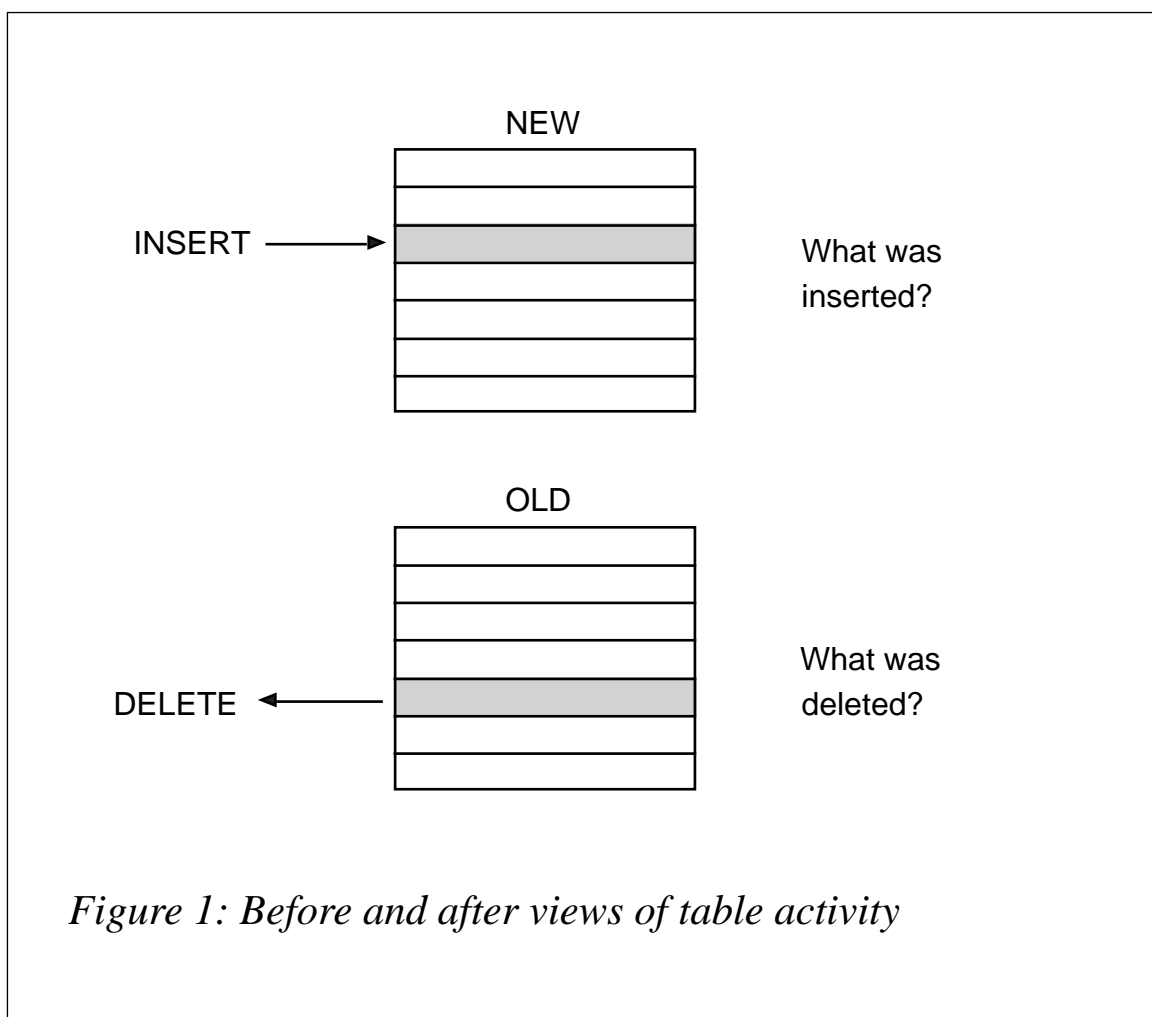 NEW
INSERT
What was
inserted?
OLD
DELETE
What was
deleted?
Figure 1: Before and after views of table activity